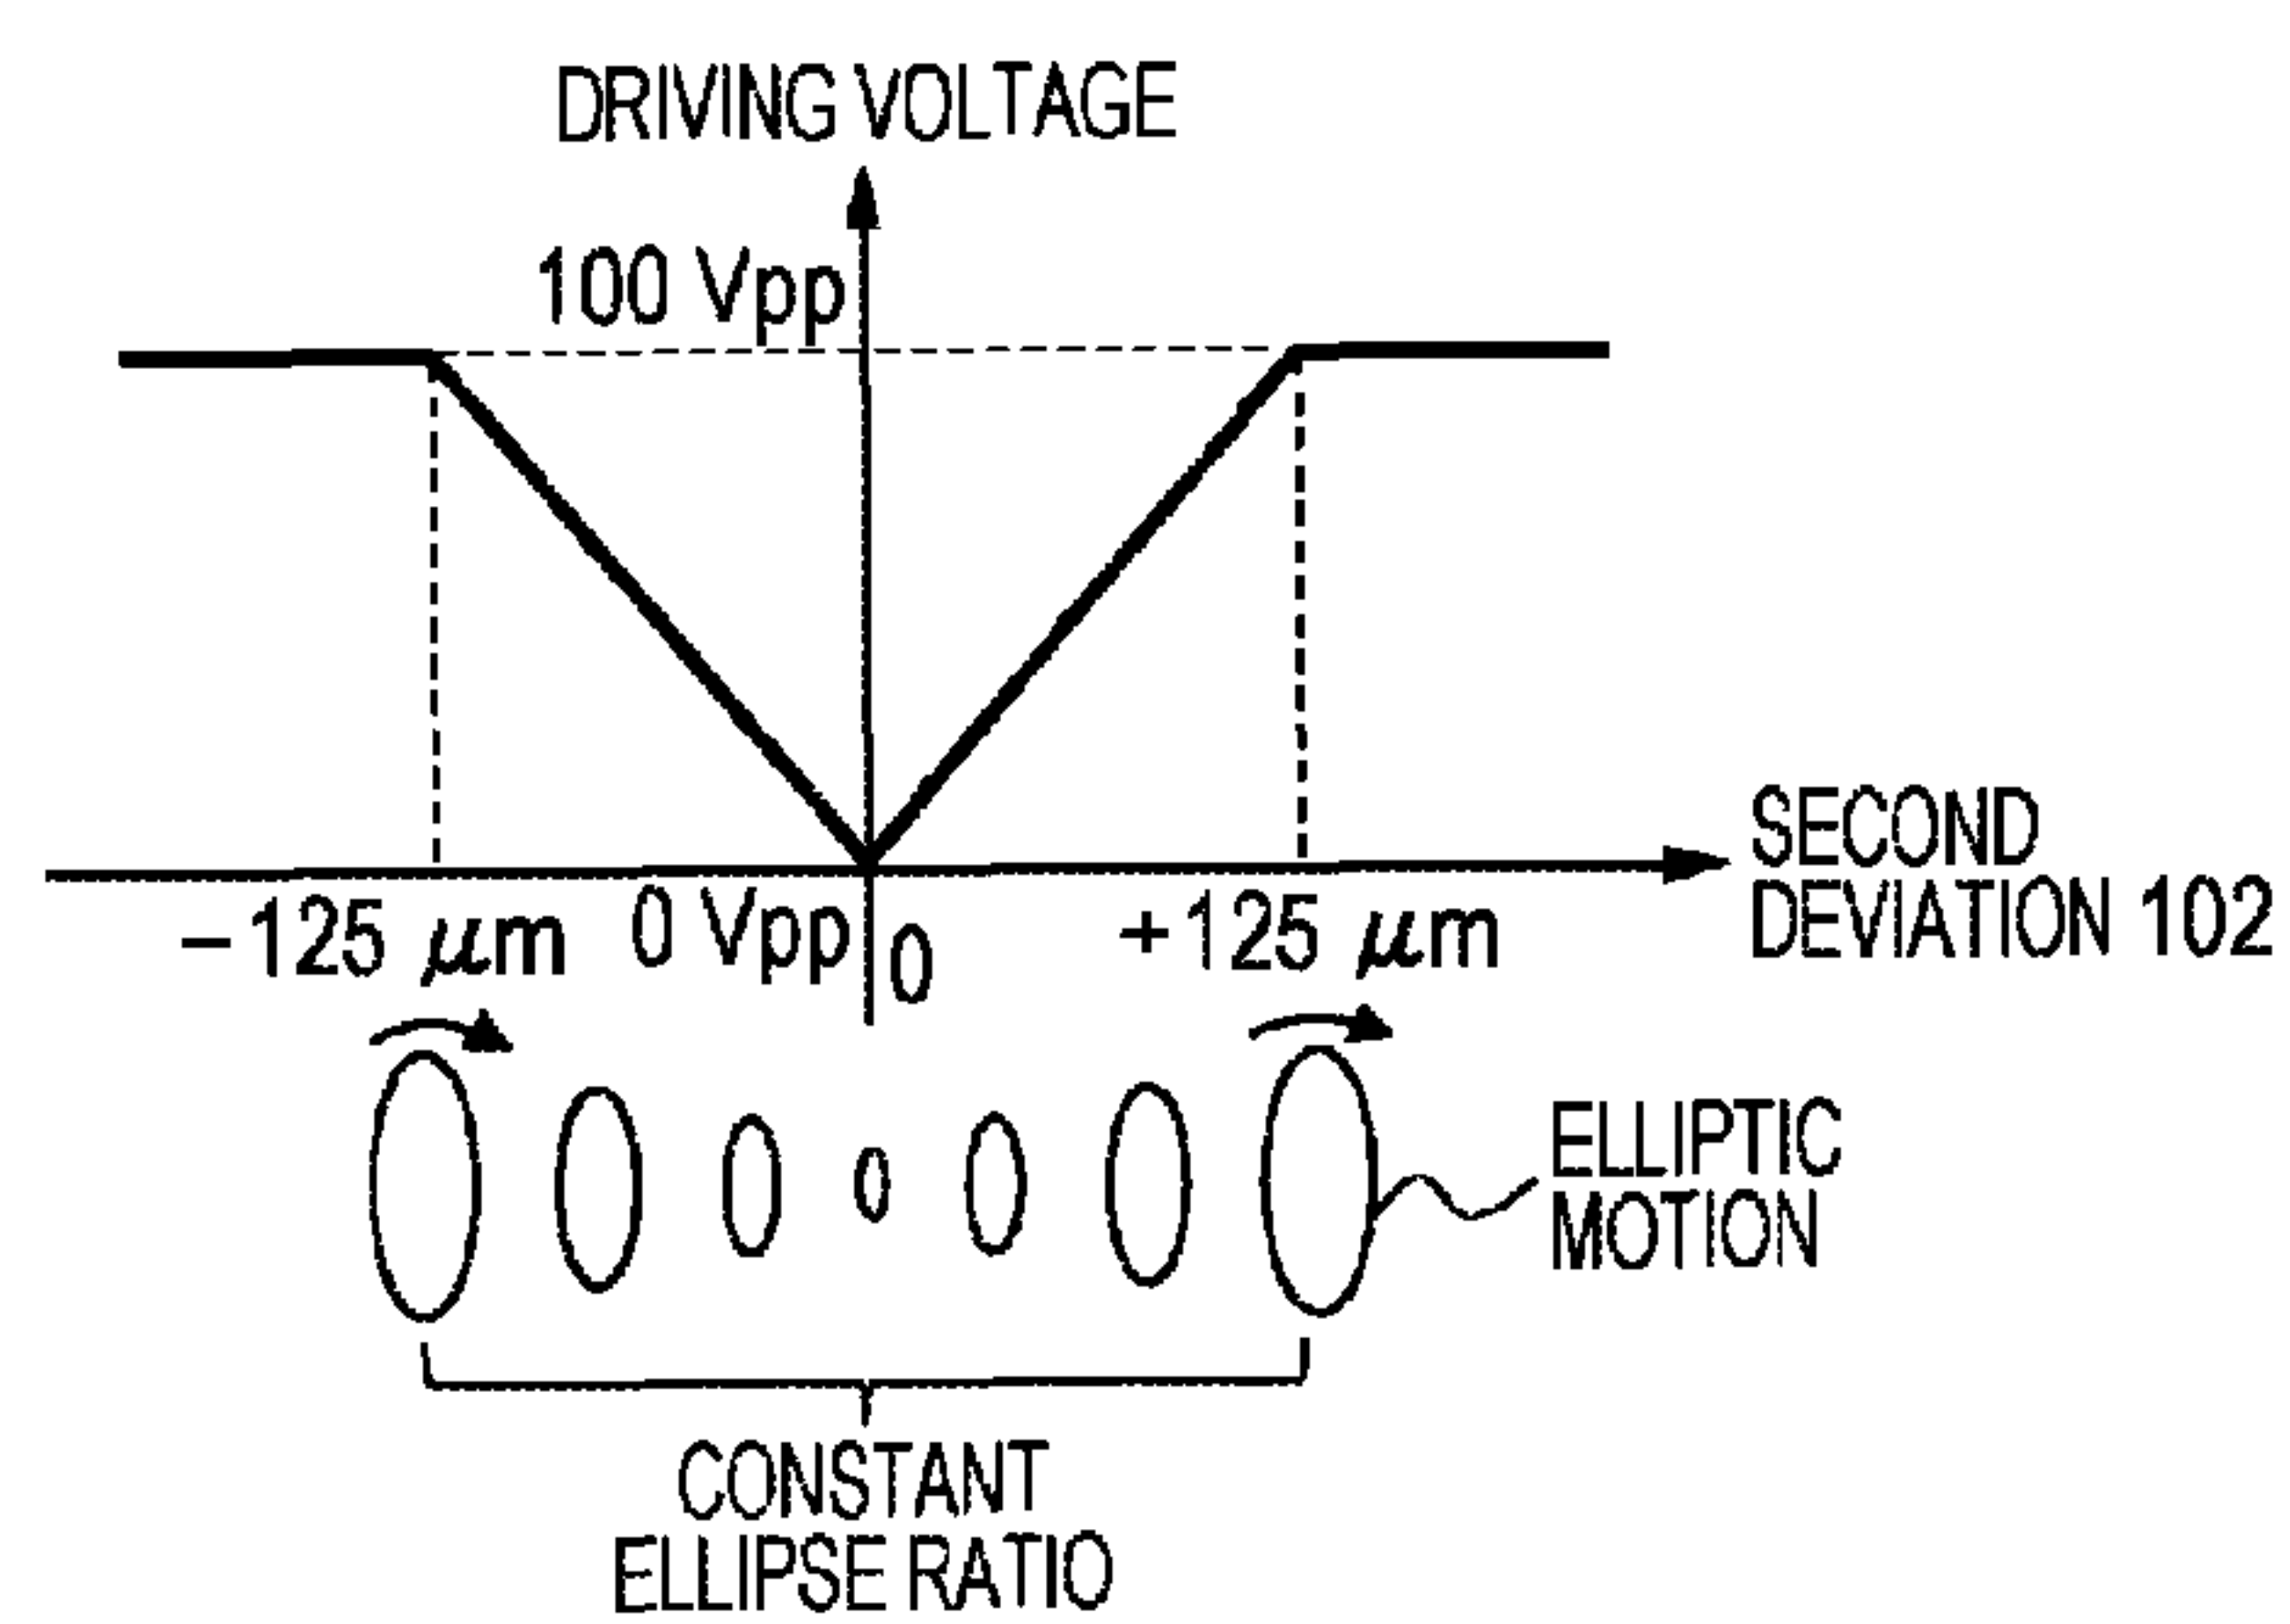 DRIVING VOLTAGE
100 Vpp
SECOND
DEVIATION 102
−125 μm
0 Vpp
0
+125 μm
ELLIPTIC
MOTION
CONSTANT
ELLIPSE RATIO